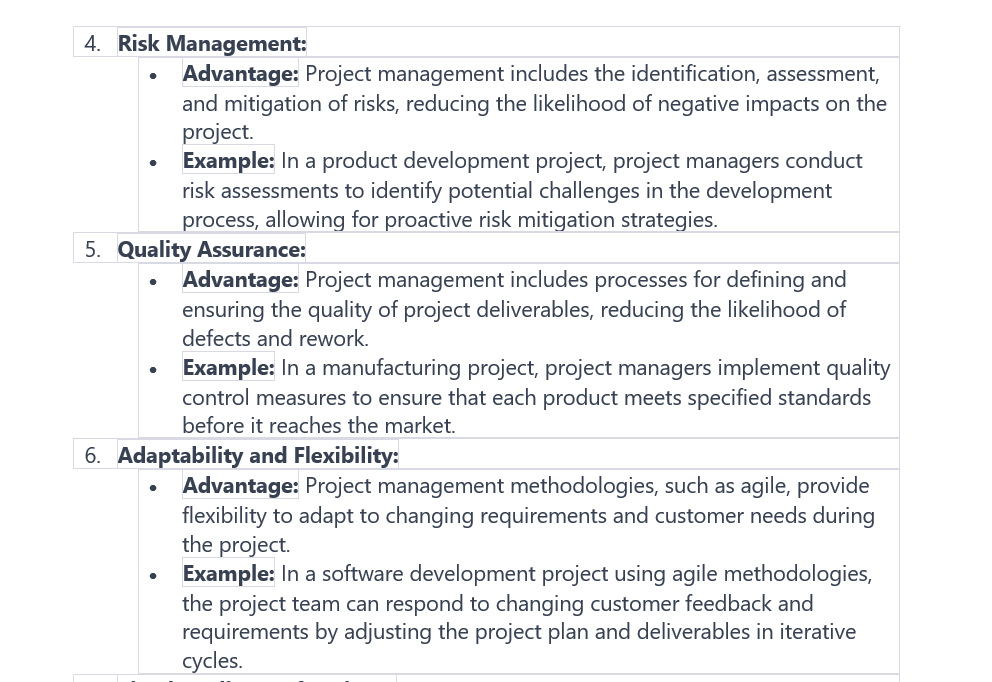 4. Risk Management:
• Advantage: Project management includes the identification, assessment,
and mitigation of risks, reducing the likelihood of negative impacts on the
project.
• Example: In a product development project, project managers conduct
risk assessments to identify potential challenges in the development
process, allowing for proactive risk mitigation strategies.
5. Quality Assurance:
• Advantage: Project management includes processes for defining and
ensuring the quality of project deliverables, reducing the likelihood of
defects and rework.
• Example: In a manufacturing project, project managers implement quality
control measures to ensure that each product meets specified standards
before it reaches the market.
6. Adaptability and Flexibility:
• Advantage: Project management methodologies, such as agile, provide
flexibility to adapt to changing requirements and customer needs during
the project.
• Example: In a software development project using agile methodologies,
the project team can respond to changing customer feedback and
requirements by adjusting the project plan and deliverables in iterative
cycles.